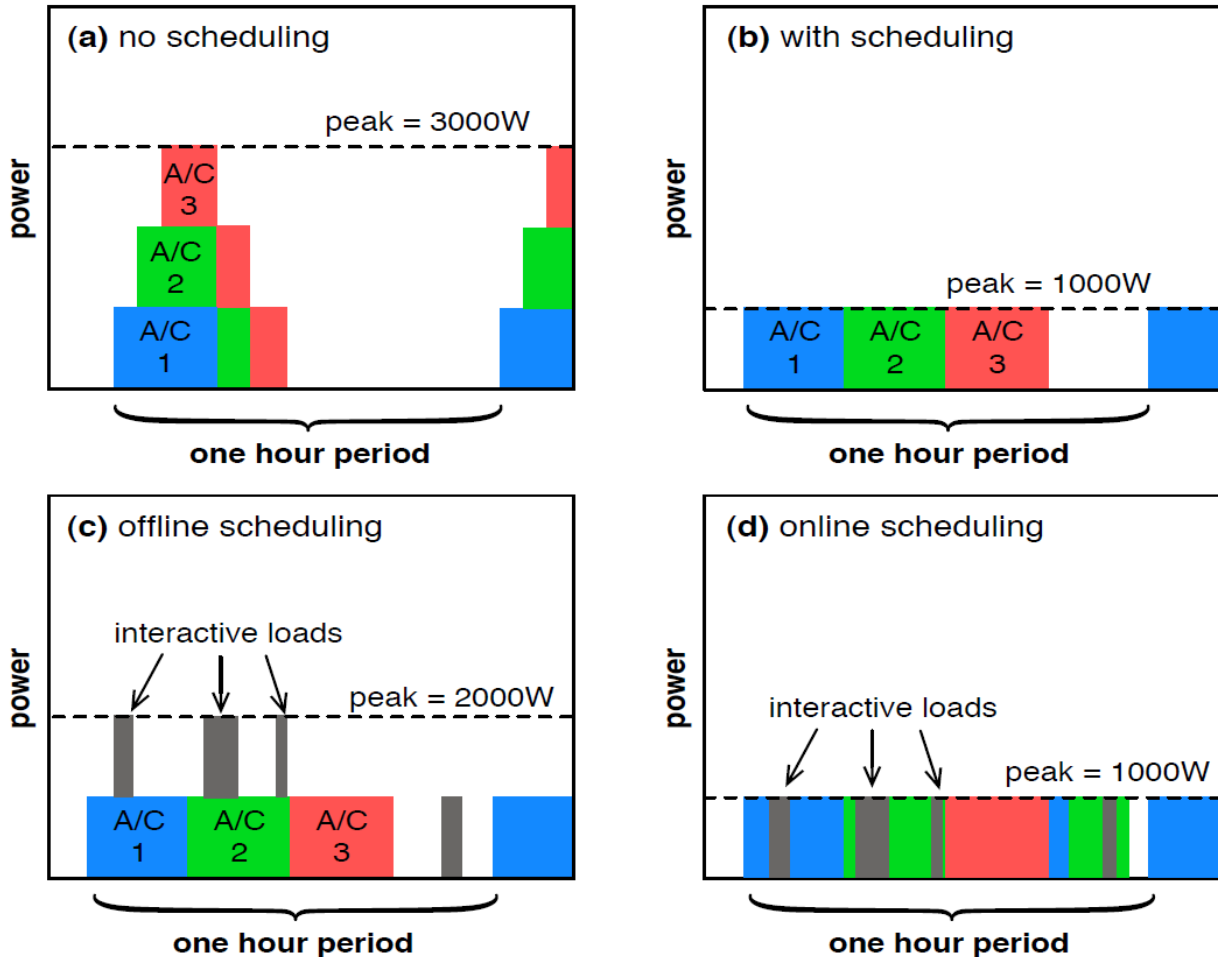 (a) no scheduling
peak = 3000W
power
A/C
3
A/C
2
A/C
1
one hour period
(b) with scheduling
power
peak = 1000W
A/C
1
A/C
2
A/C
3
one hour period
(c) offline scheduling
interactive loads
power
peak = 2000W
A/C
1
A/C
2
A/C
3
one hour period
(d) online scheduling
power
interactive loads
peak = 1000W
one hour period